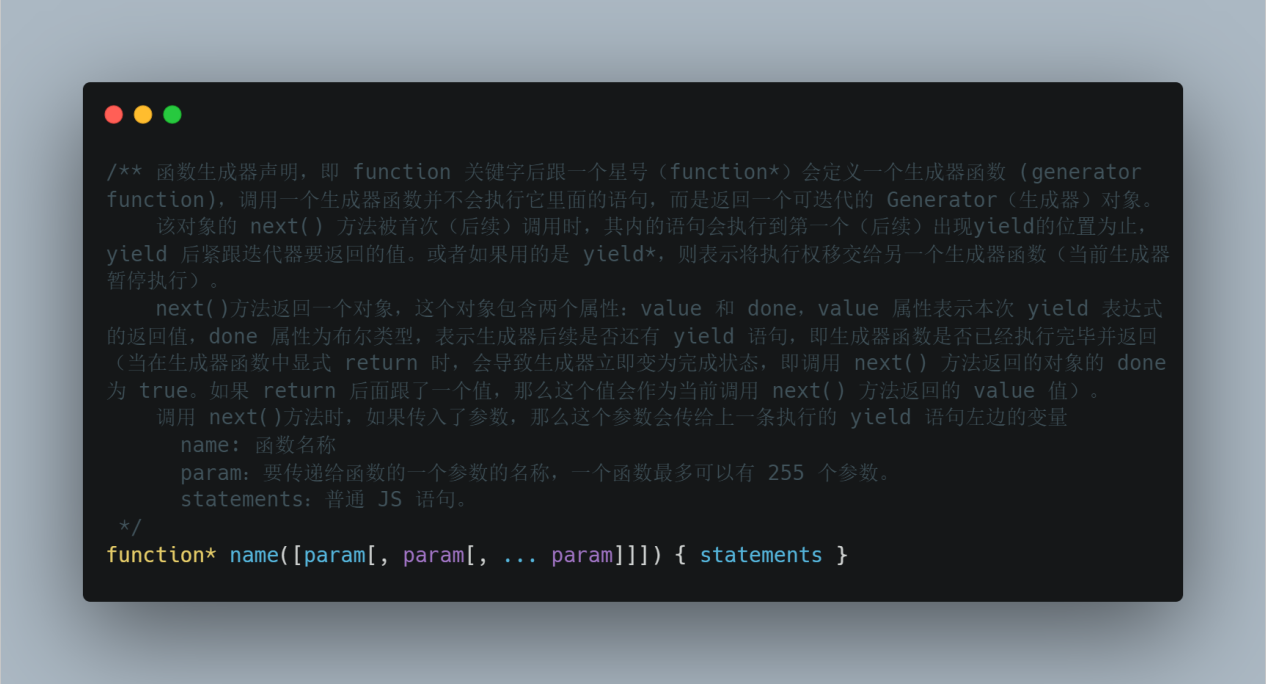 /** 函数生成器声明，即 function 关键字后跟一个星号（function*）会定义一个生成器函数 (generator
function)，调用一个生成器函数并不会执行它里面的语句，而是返回一个可迭代的 Generator（生成器）对象。
该对象的 next() 方法被首次（后续）调用时，其内的语句会执行到第一个（后续）出现yield的位置为止，
yield 后紧跟迭代器要返回的值。或者如果用的是 yield*，则表示将执行权移交给另一个生成器函数（当前生成器
暂停执行）。
next()方法返回一个对象，这个对象包含两个属性：value 和 done，value 属性表示本次 yield 表达式
的返回值，done 属性为布尔类型，表示生成器后续是否还有 yield 语句，即生成器函数是否已经执行完毕并返回
（当在生成器函数中显式 return 时，会导致生成器立即变为完成状态，即调用 next() 方法返回的对象的 done
为 true。如果 return 后面跟了一个值，那么这个值会作为当前调用 next() 方法返回的 value 值）。
调用 next()方法时，如果传入了参数，那么这个参数会传给上一条执行的 yield 语句左边的变量
name: 函数名称
param：要传递给函数的一个参数的名称，一个函数最多可以有 255 个参数。
statements：普通 JS 语句。
*/
function* name([param[, param[, ... param]]]) { statements }